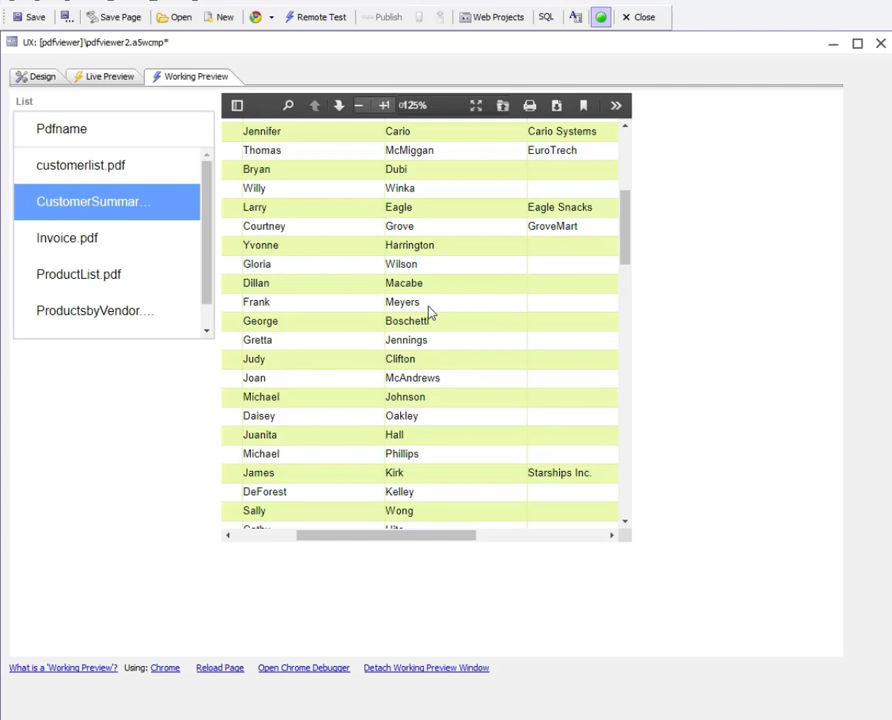 Save Save Page Open New Remote Test Publish Web Projects SQL Close
UX: [pdfviewer]\pdfviewer2.a5wcmp*
Design Live Preview Working Preview
List
Pdfname
customerlist.pdf
CustomerSummar...
Invoice.pdf
ProductList.pdf
ProductsbyVendor....
125%
Jennifer Cario Cario Systems
Thomas McMiggan EuroTrech
Bryan Dubi
Willy Winka
Larry Eagle Eagle Snacks
Courtney Grove GroveMart
Yvonne Harrington
Gloria Wilson
Dillan Macabe
Frank Meyers
George Boschetti
Gretta Jennings
Judy Clifton
Joan McAndrews
Michael Johnson
Daisey Oakley
Juanita Hall
Michael Phillips
James Kirk Starships Inc.
DeForest Kelley
Sally Wong
What is a 'Working Preview'? Using: Chrome Reload Page Open Chrome Debugger Detach Working Preview Window